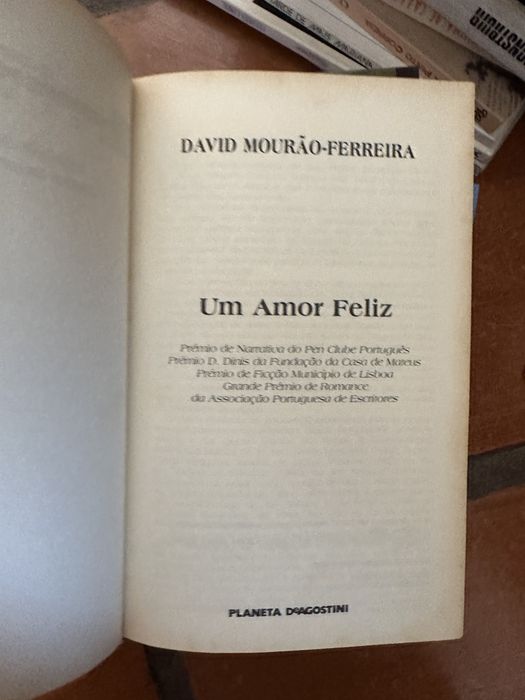 DAVID MOURÃO-FERREIRA
Um Amor Feliz
Prémio de Narrativa do Pen Clube Português
Prémio D. Dinis da Fundação da Casa de Mateus
Prémio de Ficção Município de Lisboa
Grande Prémio de Romance
da Associação Portuguesa de Escritores
PLANETA DeAGOSTINI